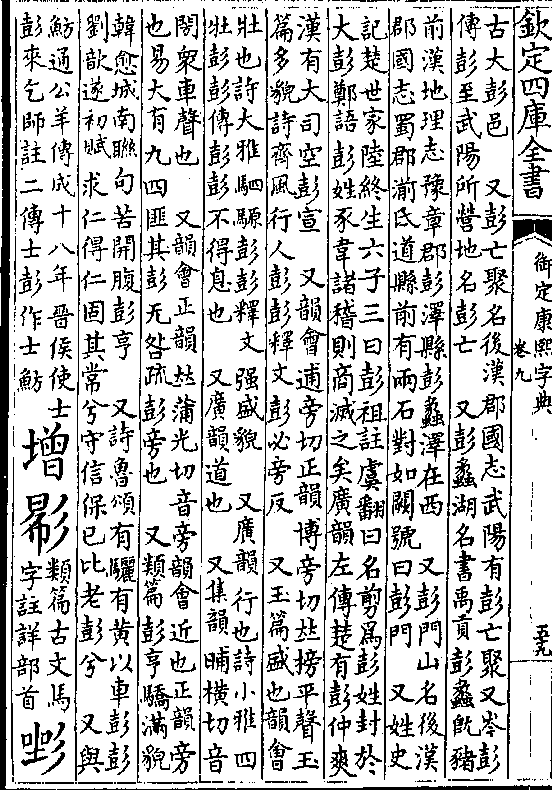 欽定四庫全書
御定康熙字典
卷九
古大彭邑 又彭亡聚名後漢郡國志武陽有彭亡聚又岑彭
傳彭至武陽所營地名彭亡 又彭蠡湖名書禹貢彭蠡旣豬
前漢地理志豫章郡彭澤縣彭蠡澤在西 又彭門山名後漢
郡國志蜀郡湔氐道縣前有兩石對如闕號曰彭門 又姓史
記楚世家陸終生六子三曰彭祖註虞翻曰名剪爲彭姓封於
大彭鄭語彭姓豕韋諸稽則商滅之矣廣韻左傳楚有彭仲爽
漢有大司空彭宣 又韻會逋旁切正韻博旁切𠀤搒平聲玉
篇多貌詩齊風行人彭彭釋文彭必旁反 又玉篇盛也韻會
壯也詩大雅駟騵彭彭釋文强盛貌 又廣韻行也詩小雅四
牡彭彭傳彭彭不得息也 又廣韻道也 又集韻晡橫切音
閍衆車聲也 又韻會正韻𠀤蒲光切音旁韻會近也正韻旁
也易大有九四匪其彭无咎疏彭旁也 又類篇彭亨驕滿貌
韓愈城南聯句苦開腹彭亨 又詩魯頌有驪有黃以車彭彭
劉歆遂初賦求仁得仁固其常兮守信保已比老彭兮 又與
魴通公羊傳成十八年晉侯使士
彭來乞師註二傳士彭作士魴
增
類篇古文馬
字註詳部首